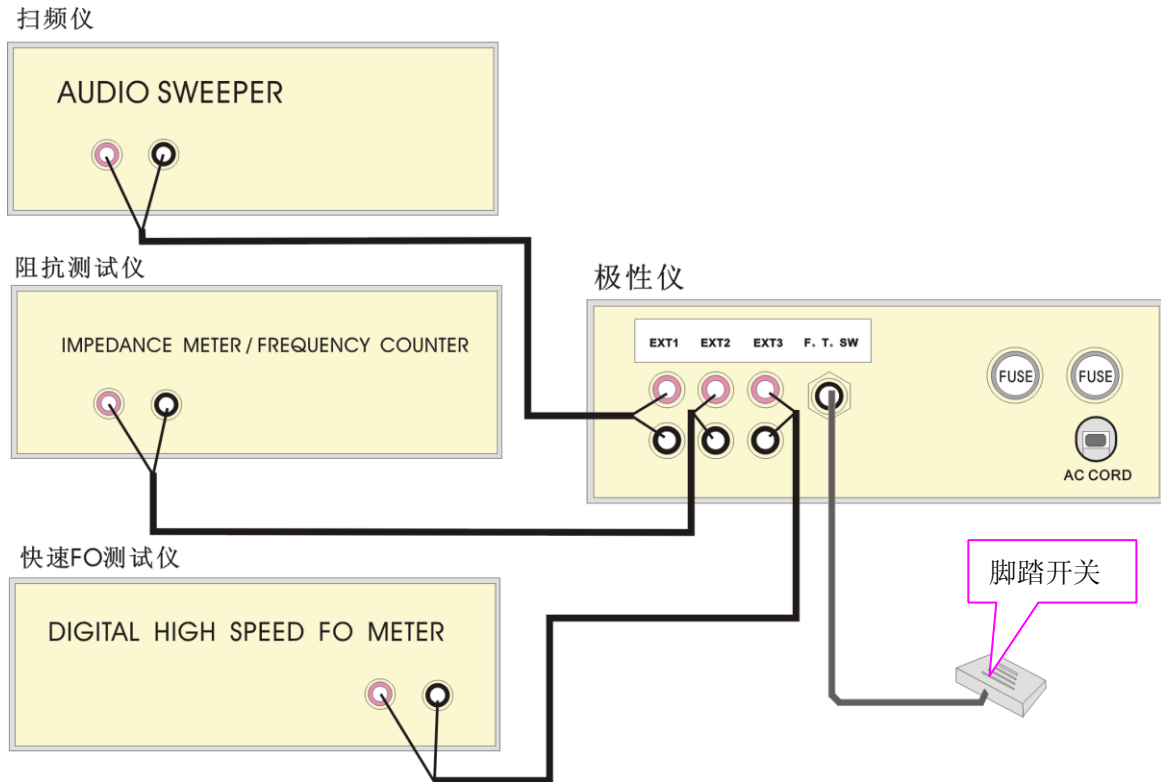 扫频仪
AUDIO SWEEPER
阻抗测试仪
IMPEDANCE METER / FREQUENCY COUNTER
快速FO测试仪
DIGITAL HIGH SPEED FO METER
极性仪
EXT1 EXT2 EXT3 F. T. SW
FUSE FUSE
AC CORD
脚踏开关